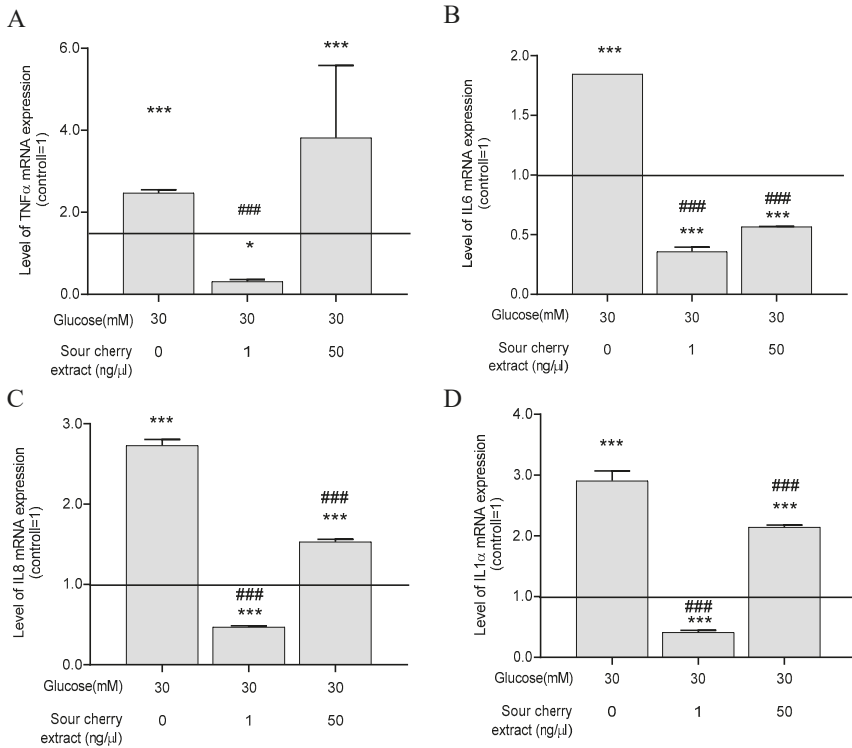 A
Level of TNFα mRNA expression
(controll=1)
6.0
4.0
2.0
0.0
***
###
*
***
Glucose(mM) 30 30 30
Sour cherry
extract (ng/µl) 0 1 50
B
Level of IL6 mRNA expression
(controll=1)
2.0
1.5
1.0
0.5
0.0
***
###
***
###
***
Glucose(mM) 30 30 30
Sour cherry
extract (ng/µl) 0 1 50
C
Level of IL8 mRNA expression
(controll=1)
3.0
2.0
1.0
0.0
***
###
***
###
***
Glucose(mM) 30 30 30
Sour cherry
extract (ng/µl) 0 1 50
D
Level of IL1α mRNA expression
(controll=1)
4.0
3.0
2.0
1.0
0.0
***
###
***
###
***
Glucose(mM) 30 30 30
Sour cherry
extract (ng/µl) 0 1 50